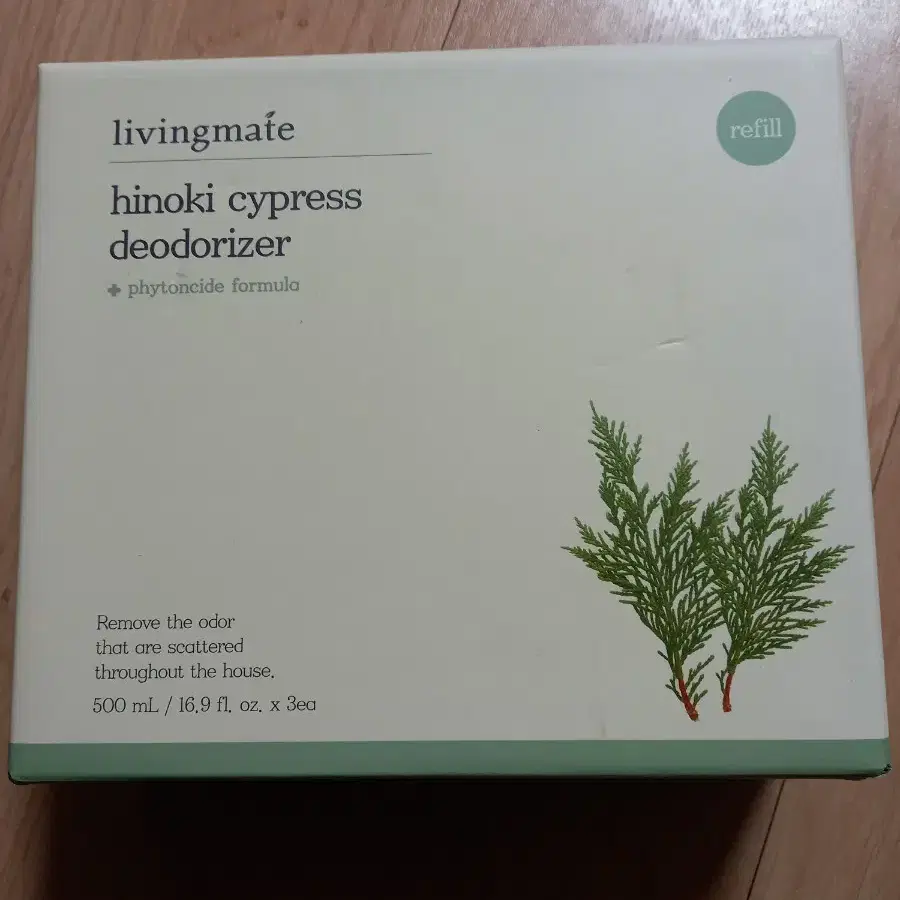 livingmate
refill
hinoki cypress
deodorizer
+ phytoncide formula
Remove the odor
that are scattered
throughout the house.
500 mL / 16.9 fl. oz. x 3ea